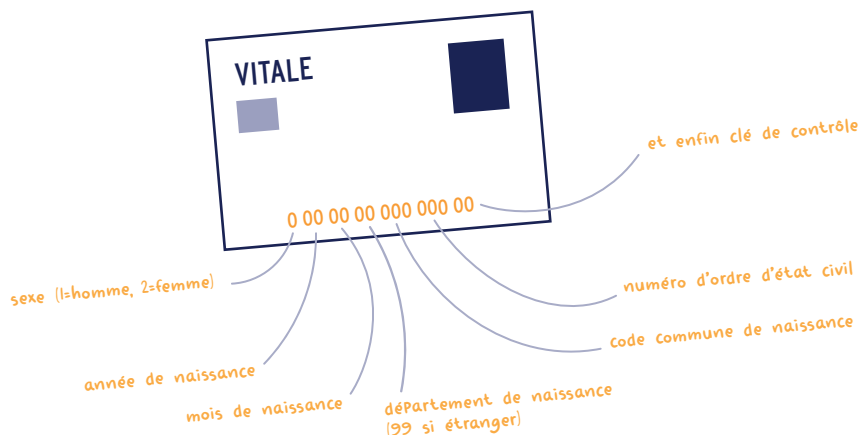 VITALE
0 00 00 00 000 000 00
et enfin clé de contrôle
numéro d'ordre d'état civil
code commune de naissance
sexe (1=homme, 2=femme)
année de naissance
mois de naissance
département de naissance
(99 si étranger)